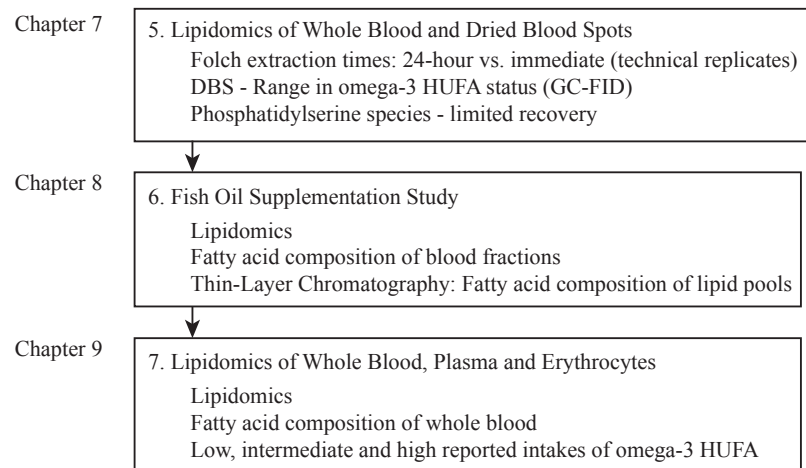 Chapter 7
5. Lipidomics of Whole Blood and Dried Blood Spots
Folch extraction times: 24-hour vs. immediate (technical replicates)
DBS - Range in omega-3 HUFA status (GC-FID)
Phosphatidylserine species - limited recovery
Chapter 8
6. Fish Oil Supplementation Study
Lipidomics
Fatty acid composition of blood fractions
Thin-Layer Chromatography: Fatty acid composition of lipid pools
Chapter 9
7. Lipidomics of Whole Blood, Plasma and Erythrocytes
Lipidomics
Fatty acid composition of whole blood
Low, intermediate and high reported intakes of omega-3 HUFA